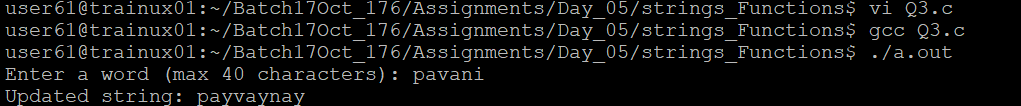 user61@trainux01:~/Batch17Oct_176/Assignments/Day_05/strings_Functions$ vi Q3.c
user61@trainux01:~/Batch17Oct_176/Assignments/Day_05/strings_Functions$ gcc Q3.c
user61@trainux01:~/Batch17Oct_176/Assignments/Day_05/strings_Functions$ ./a.out
Enter a word (max 40 characters): pavani
Updated string: payvaynay